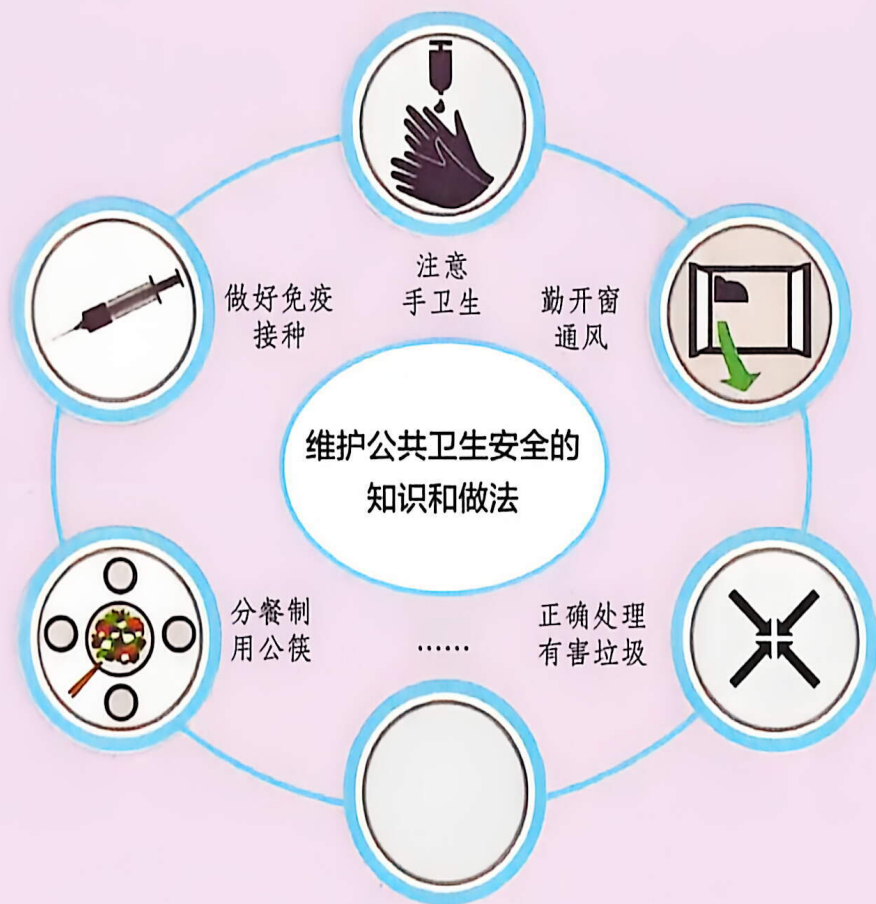 注意
手卫生
做好免疫
接种
勤开窗
通风
维护公共卫生安全的
知识和做法
分餐制
用公筷
……
正确处理
有害垃圾